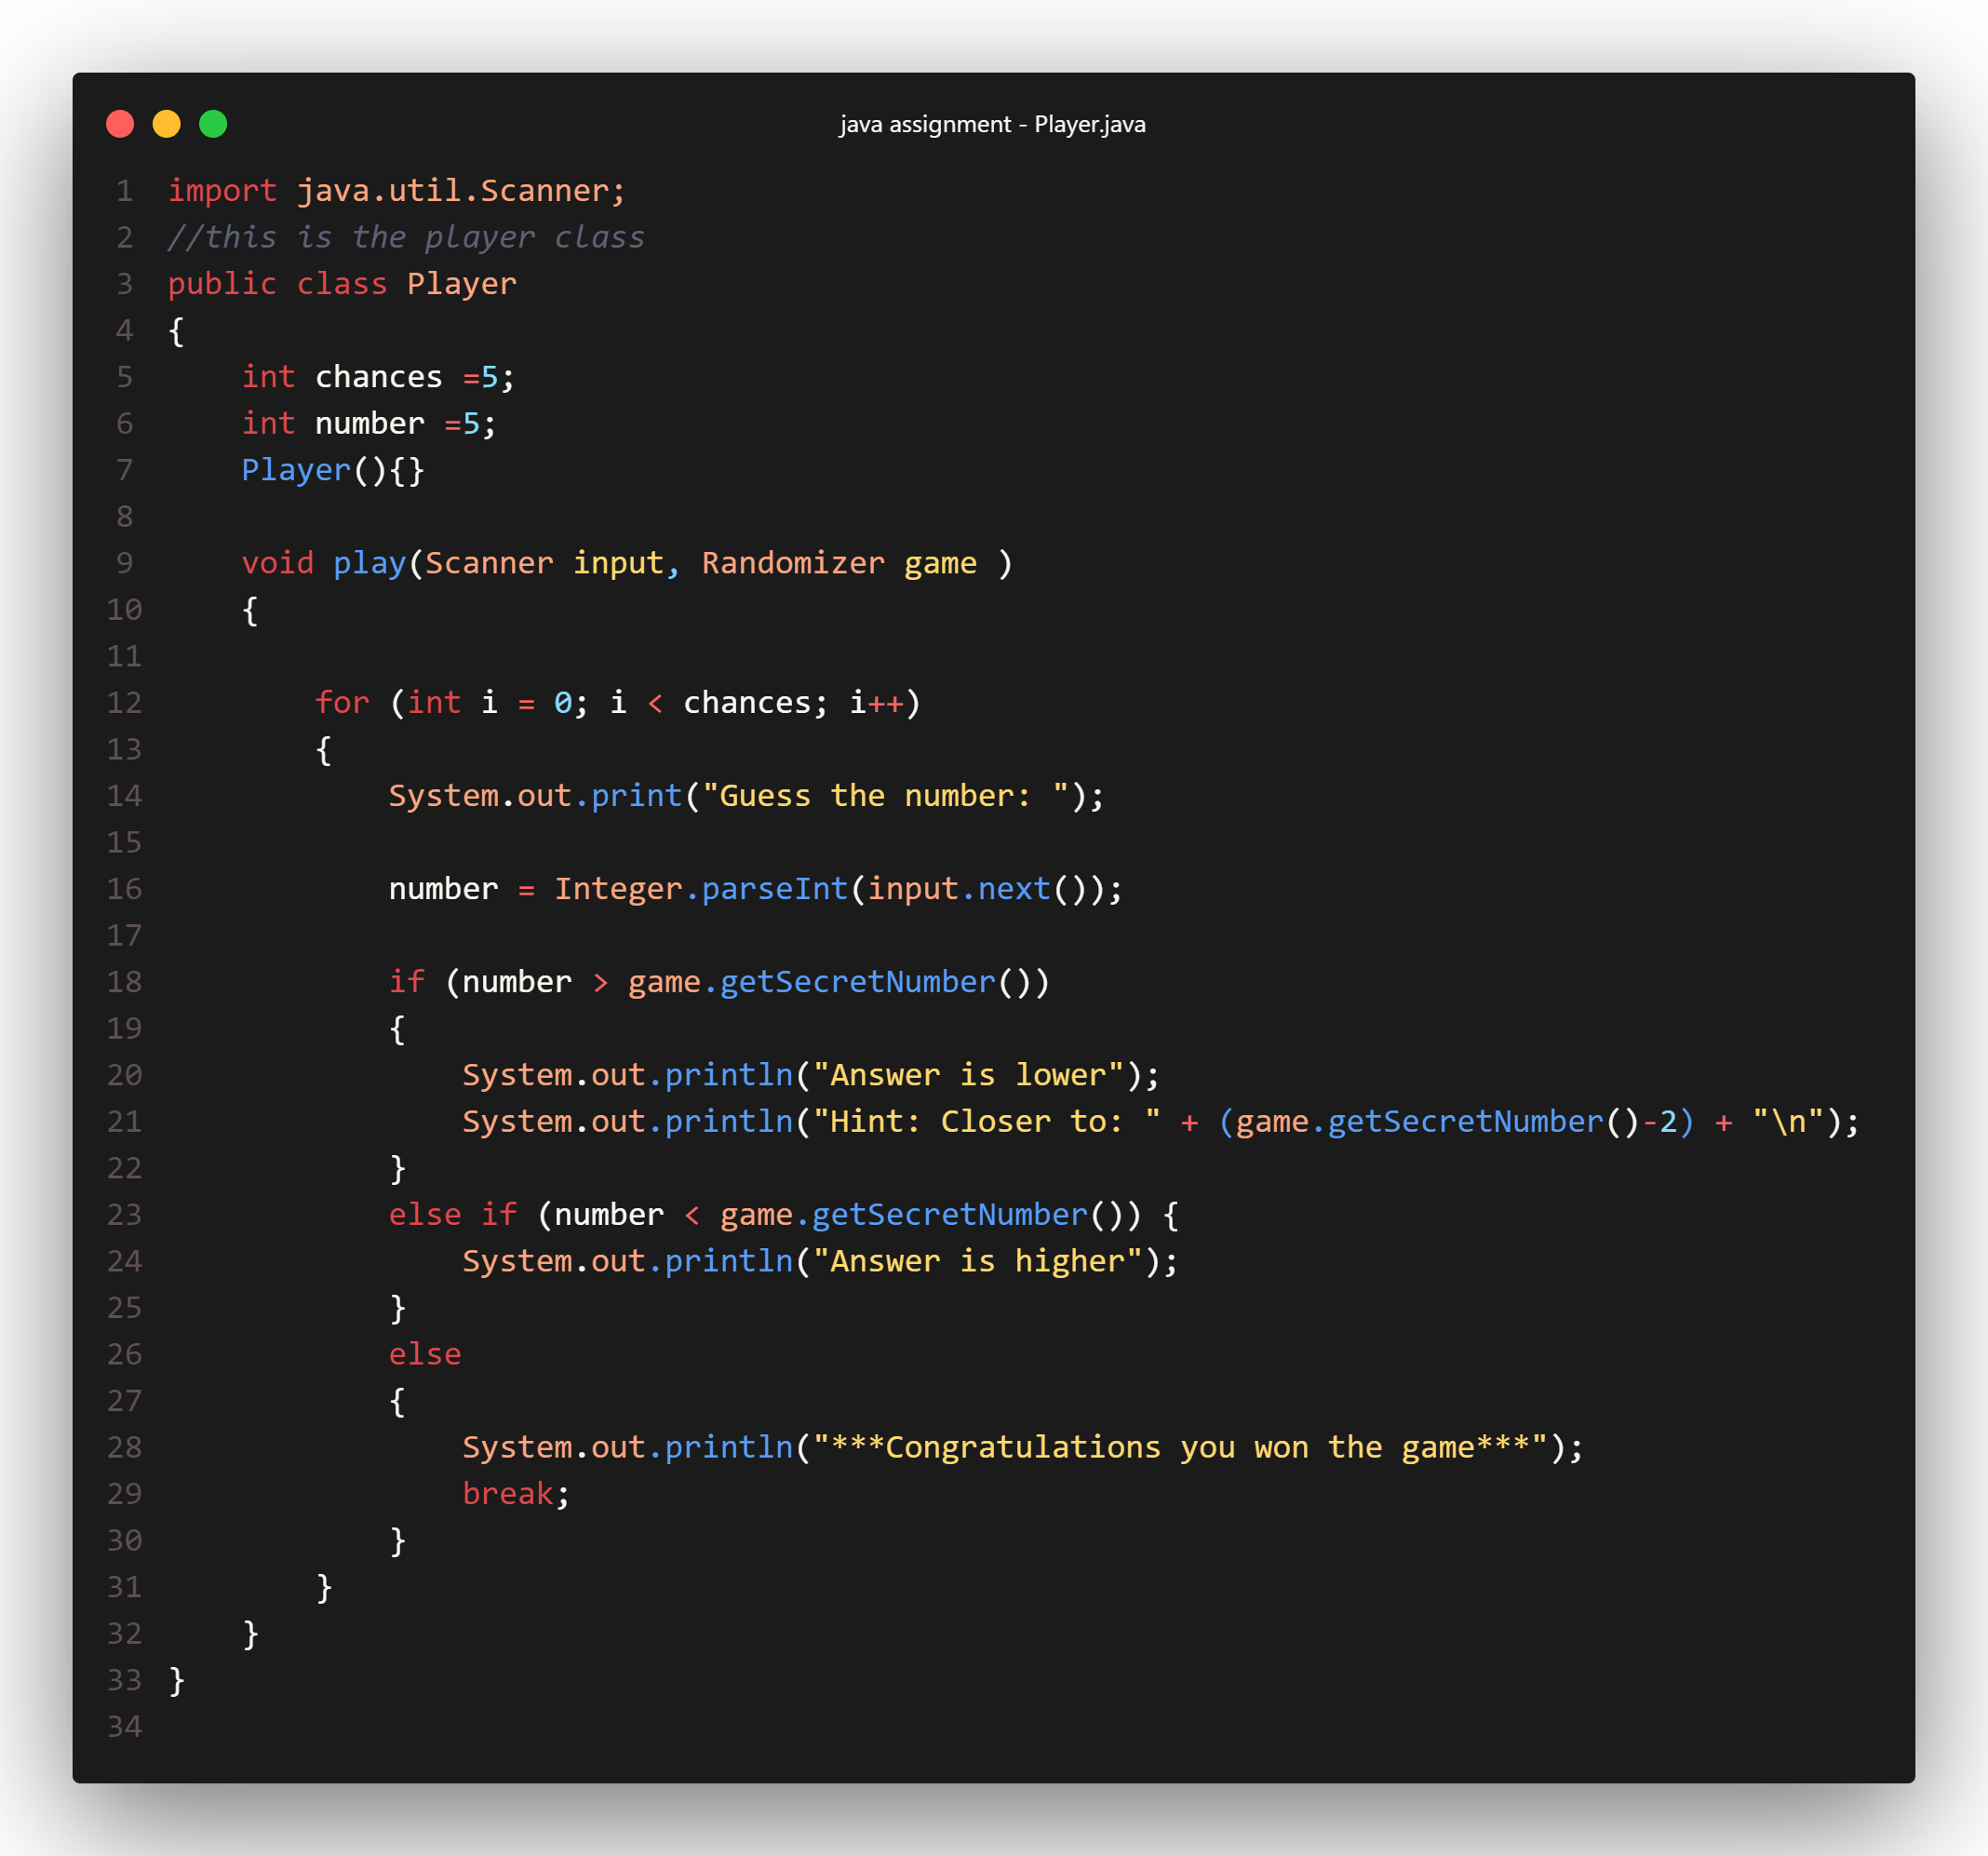 java assignment - Player.java
1 import java.util.Scanner;
2 //this is the player class
3 public class Player
4 {
5     int chances =5;
6     int number =5;
7     Player(){}
8
9     void play(Scanner input, Randomizer game )
10     {
11
12         for (int i = 0; i < chances; i++)
13         {
14             System.out.print("Guess the number: ");
15
16             number = Integer.parseInt(input.next());
17
18             if (number > game.getSecretNumber())
19             {
20                 System.out.println("Answer is lower");
21                 System.out.println("Hint: Closer to: " + (game.getSecretNumber()-2) + "\n");
22             }
23             else if (number < game.getSecretNumber()) {
24                 System.out.println("Answer is higher");
25             }
26             else
27             {
28                 System.out.println("***Congratulations you won the game***");
29                 break;
30             }
31         }
32     }
33 }
34